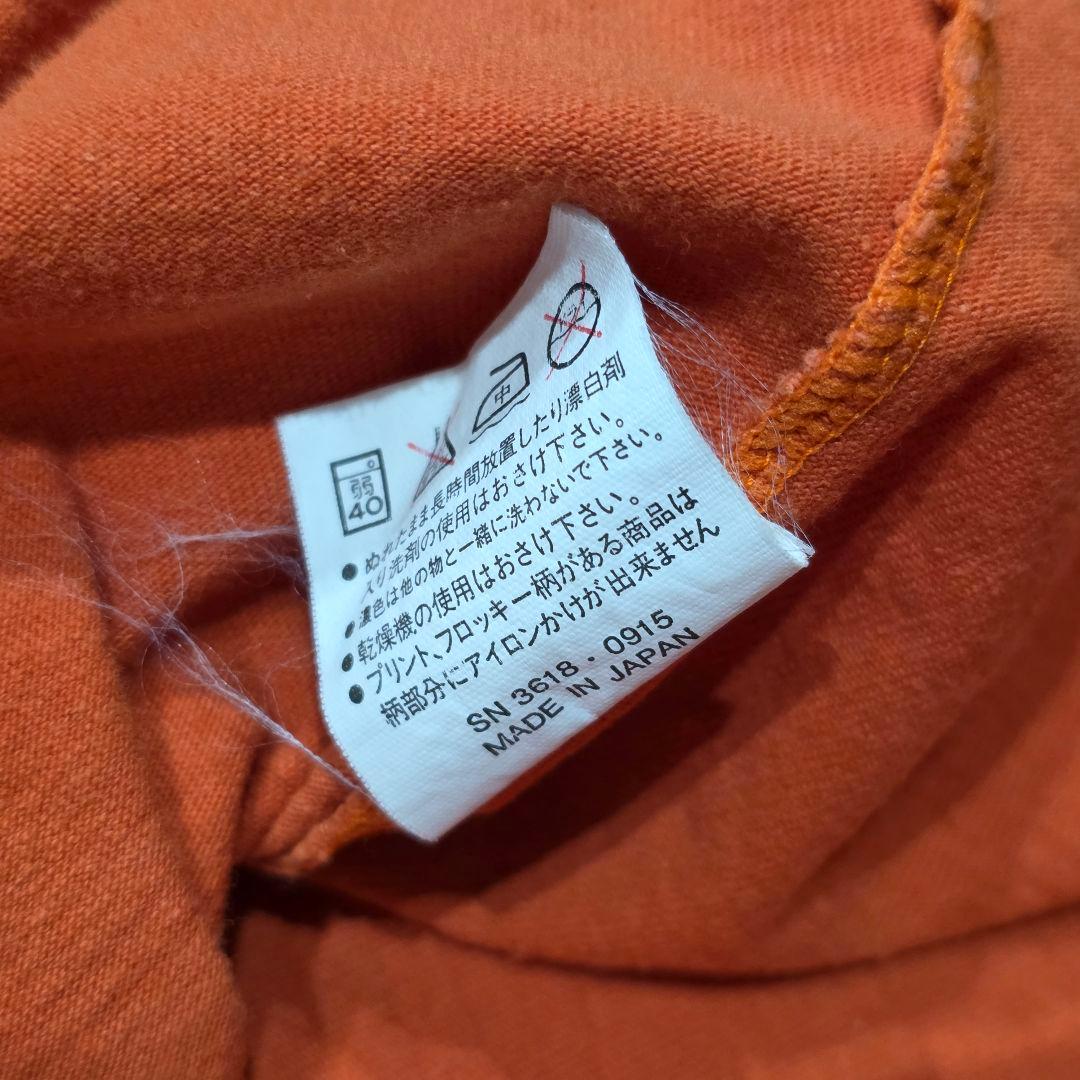 弱
40
中
● ぬれたまま長時間放置したり漂白剤
入り洗剤の使用はおさけ下さい。
● 濃色は他の物と一緒に洗わないで下さい。
● 乾燥機の使用はおさけ下さい。
● プリント、フロッキー柄がある商品は
柄部分にアイロンかけが出来ません
SN 3618・0915
MADE IN JAPAN